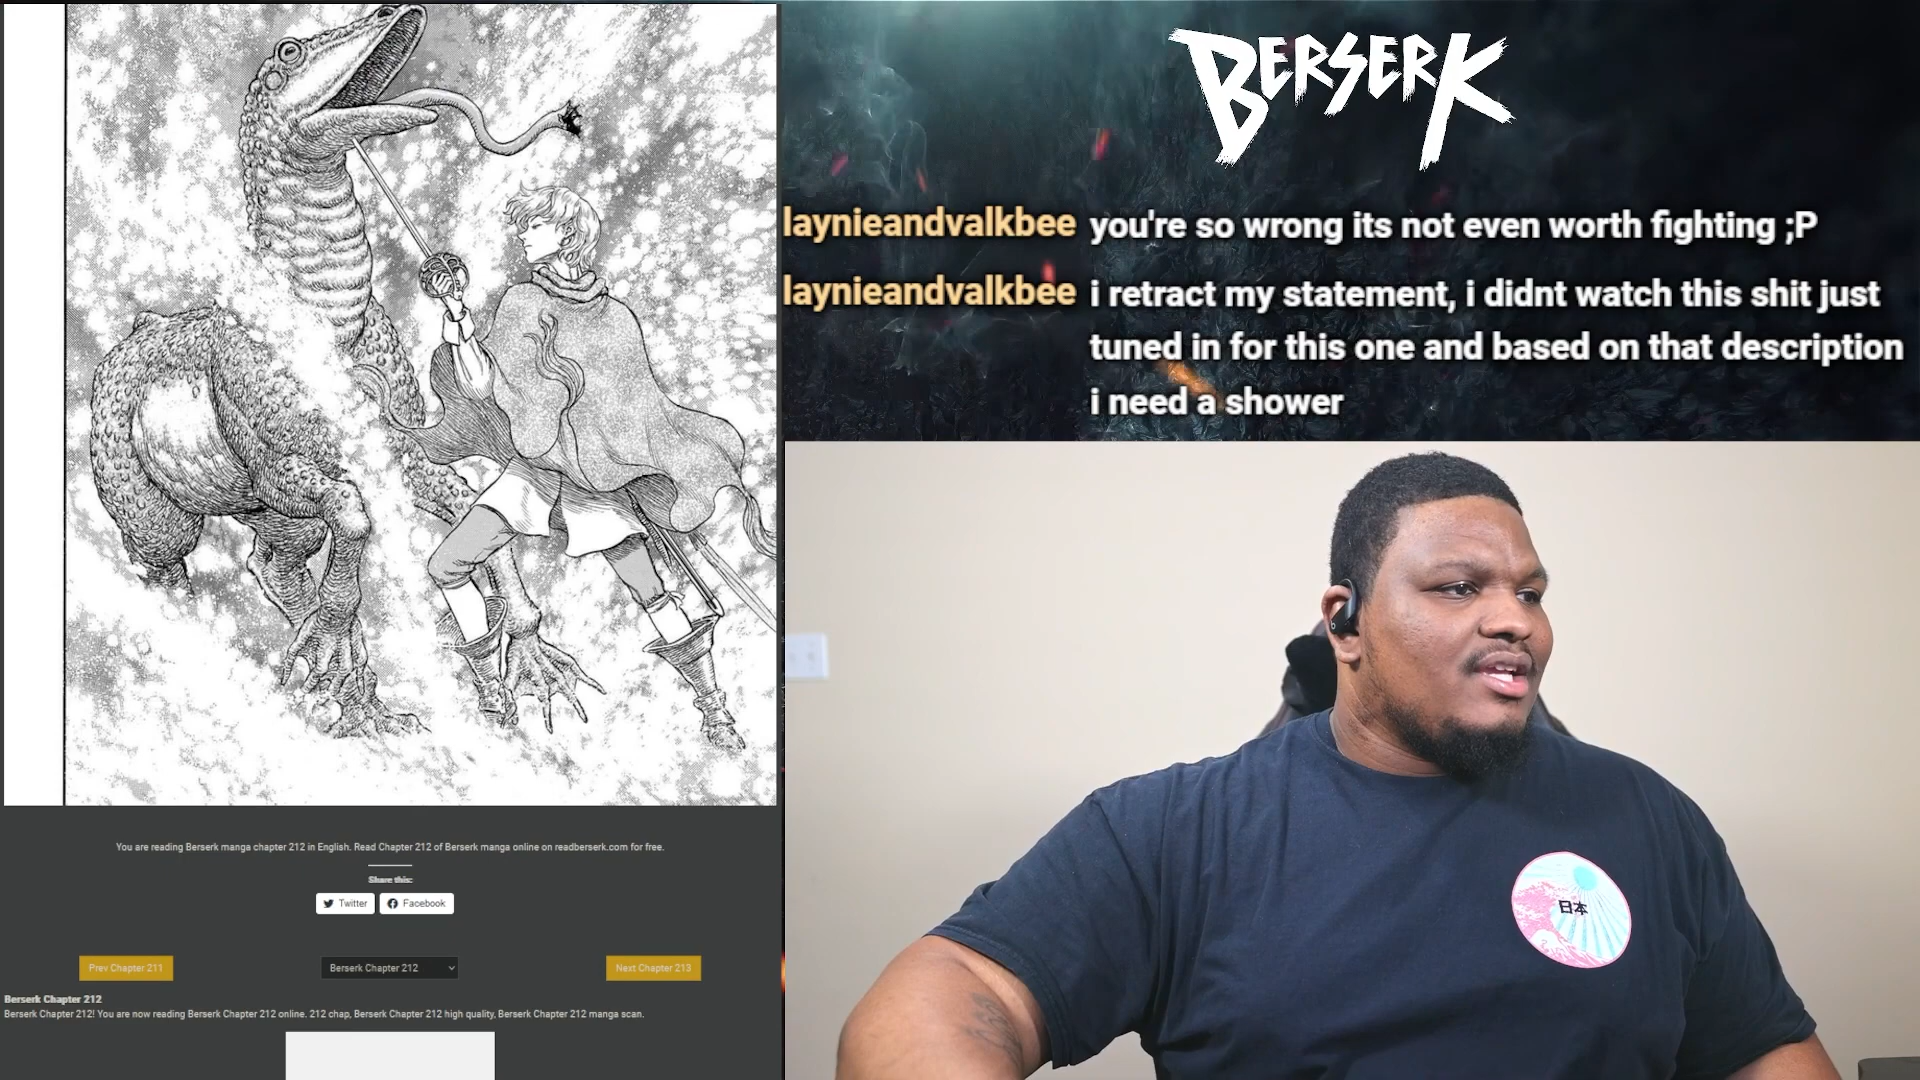 BERSERK
laynieandvalkbee you're so wrong its not even worth fighting ;P
laynieandvalkbee i retract my statement, i didnt watch this shit just
tuned in for this one and based on that description
i need a shower
日本
You are reading Berserk manga chapter 212 in English. Read Chapter 212 of Berserk manga online on readberserk.com for free.
Share this:
Twitter Facebook
Prev Chapter 211 Berserk Chapter 212 Next Chapter 213
Berserk Chapter 212
Berserk Chapter 212! You are now reading Berserk Chapter 212 online. 212 chap, Berserk Chapter 212 high quality, Berserk Chapter 212 manga scan.